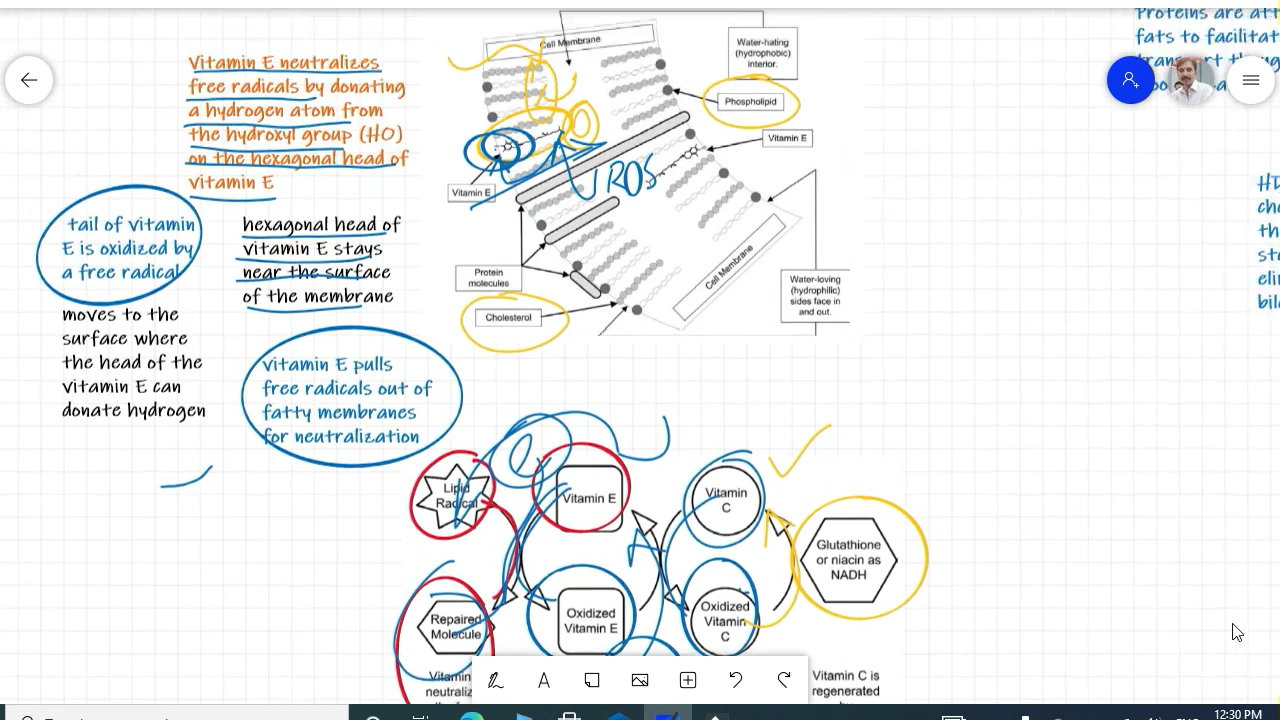 Vitamin E neutralizes
free radicals by donating
a hydrogen atom from
the hydroxyl group (HO)
on the hexagonal head of
vitamin E
tail of vitamin
E is oxidized by
a free radical
moves to the
surface where
the head of the
vitamin E can
donate hydrogen
hexagonal head of
vitamin E stays
near the surface
of the membrane
vitamin E pulls
free radicals out of
fatty membranes
for neutralization
Cell Membrane
Water-hating
(hydrophobic)
interior.
Phospholipid
Vitamin E
ROS
Vitamin E
Protein
molecules
Cholesterol
Cell Membrane
Water-loving
(hydrophilic)
sides face in
and out.
Proteins are
fats to
Lipid
Radical
Vitamin E
Vitamin
C
Glutathione
or niacin as
NADH
Repaired
Molecule
Oxidized
Vitamin E
Oxidized
Vitamin
C
Vitamin
Vitamin C is
regenerated
12:30 PM